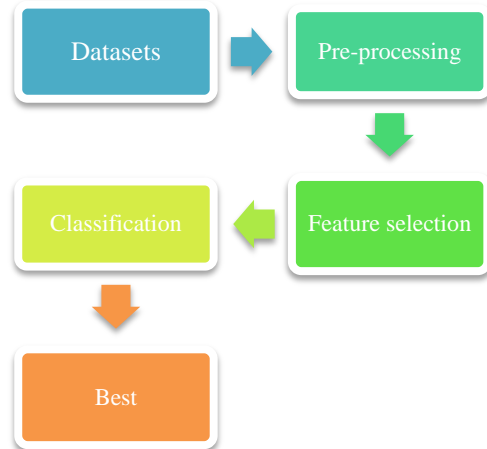 Datasets
Pre-processing
Feature selection
Classification
Best